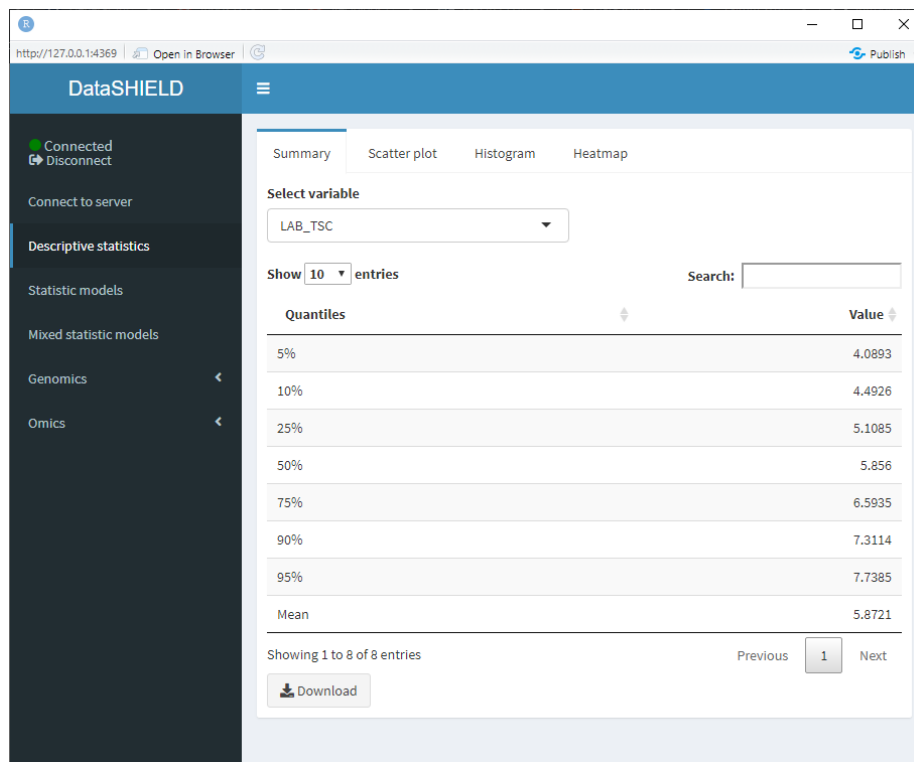 R
http://127.0.0.1:4369 Open in Browser Publish
DataSHIELD
Connected
Disconnect
Connect to server
Descriptive statistics
Statistic models
Mixed statistic models
Genomics
Omics
Summary Scatter plot Histogram Heatmap
Select variable
LAB_TSC
Show 10 entries Search:
Quantiles Value
5% 4.0893
10% 4.4926
25% 5.1085
50% 5.856
75% 6.5935
90% 7.3114
95% 7.7385
Mean 5.8721
Showing 1 to 8 of 8 entries Previous 1 Next
Download